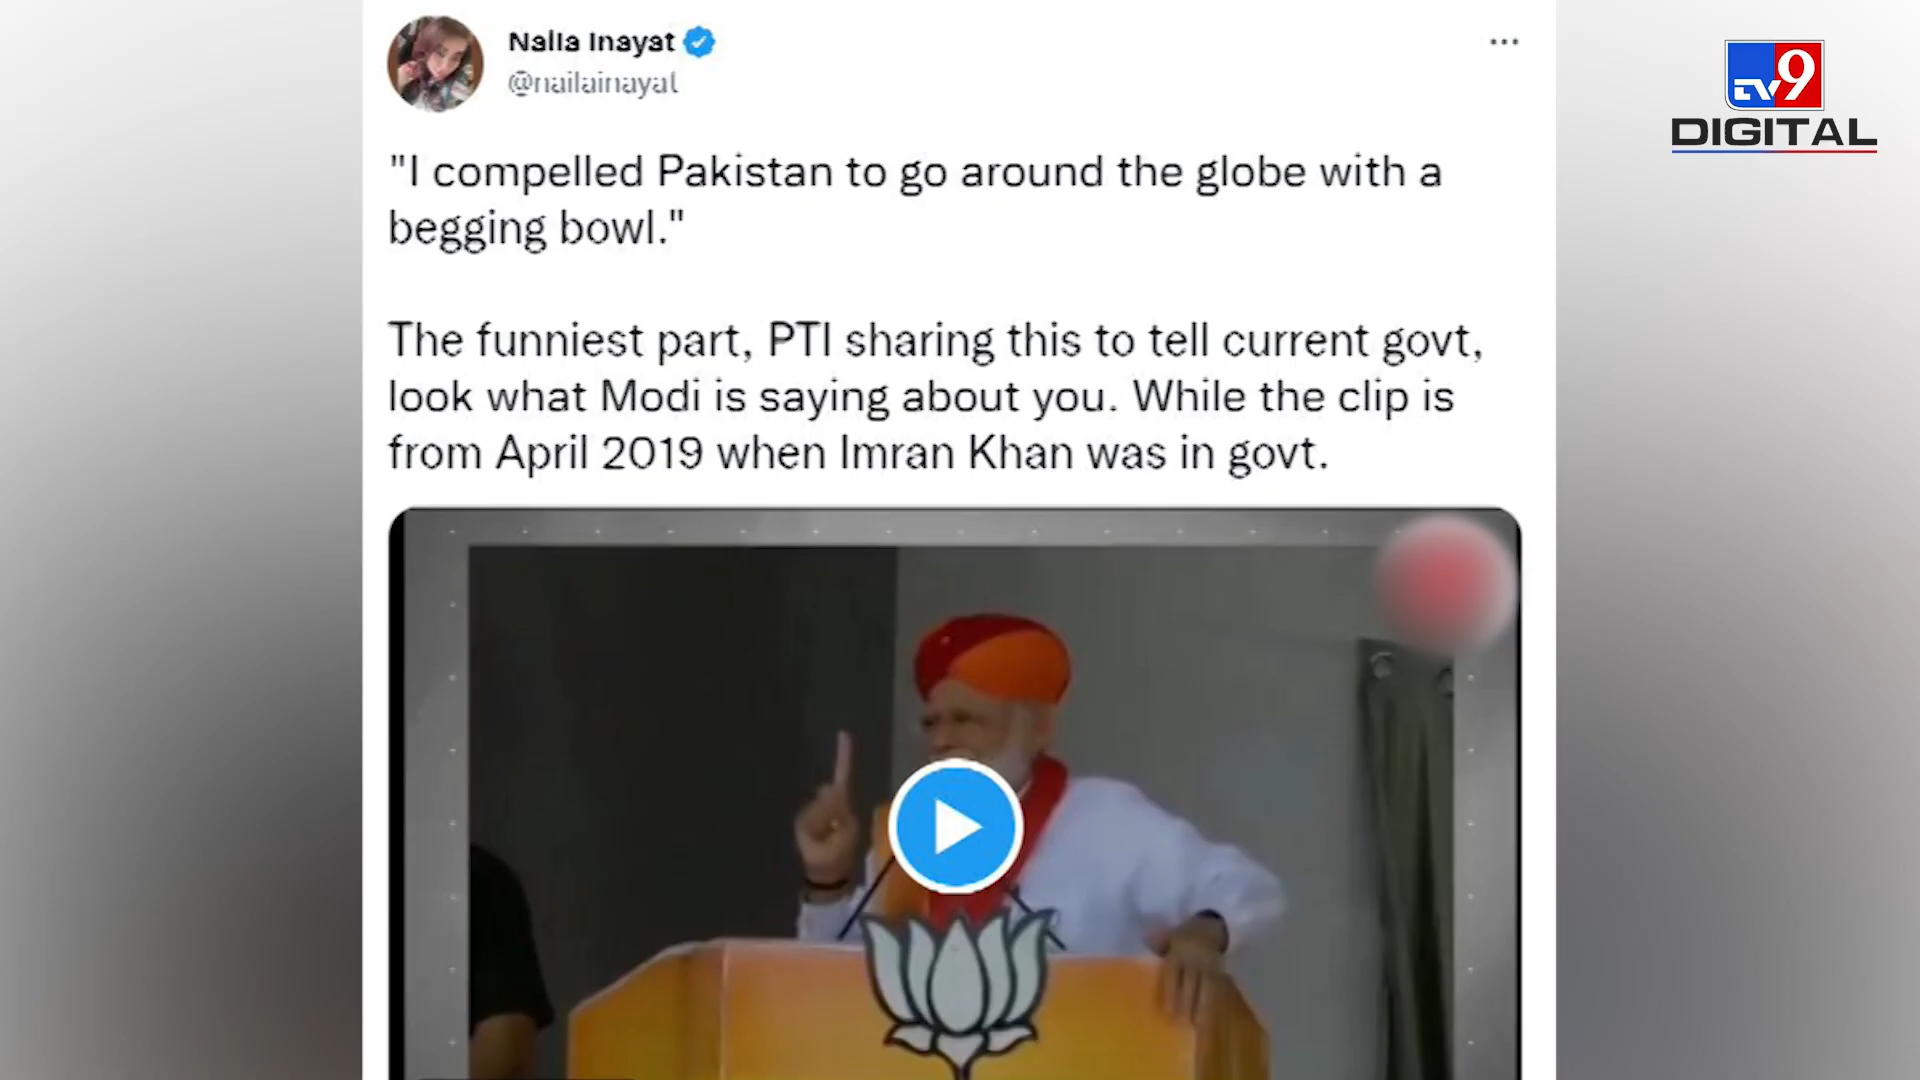 Naila Inayat
@nailainayat
"I compelled Pakistan to go around the globe with a
begging bowl."
The funniest part, PTI sharing this to tell current govt,
look what Modi is saying about you. While the clip is
from April 2019 when Imran Khan was in govt.
TV9
DIGITAL